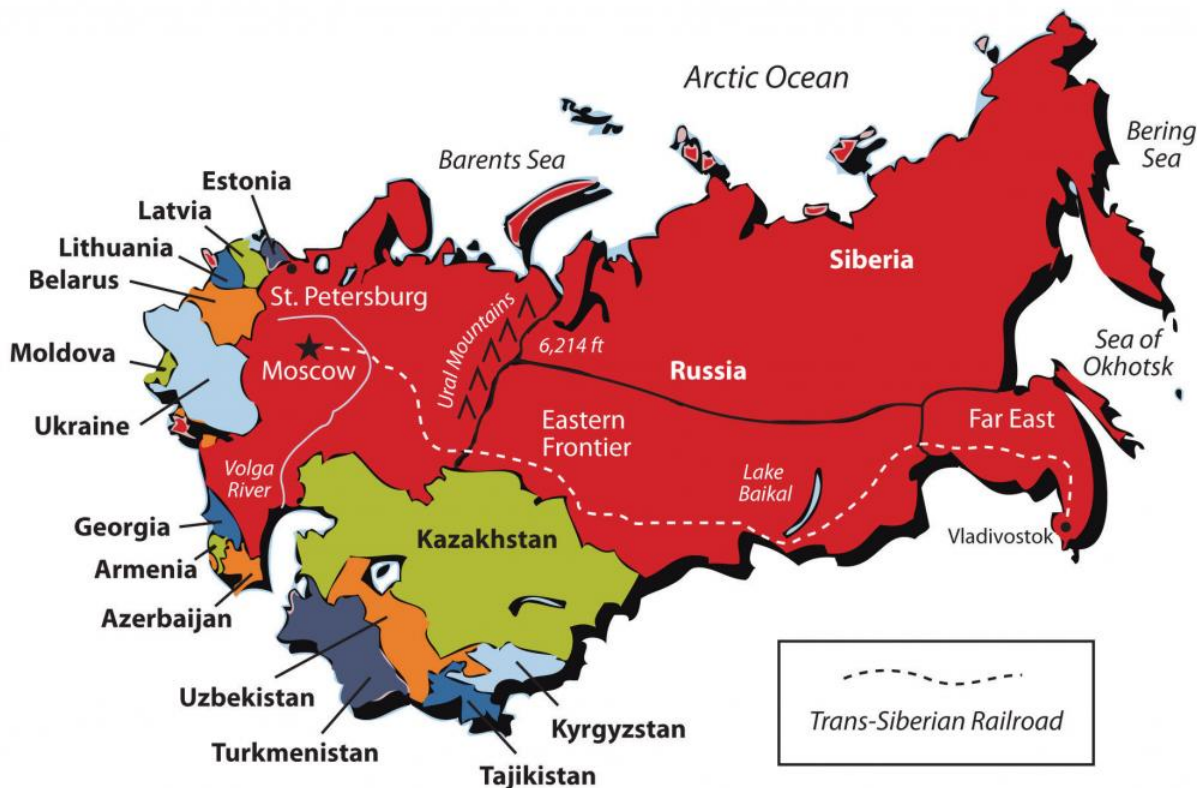 Arctic Ocean
Bering
Sea
Barents Sea
Estonia
Latvia
Lithuania
Belarus
St. Petersburg
Siberia
Ural Mountains
6,214 ft
Moldova
Moscow
Russia
Sea of
Okhotsk
Ukraine
Eastern
Frontier
Far East
Volga
River
Lake
Baikal
Georgia
Kazakhstan
Vladivostok
Armenia
Azerbaijan
Uzbekistan
Turkmenistan
Kyrgyzstan
Tajikistan
Trans-Siberian Railroad